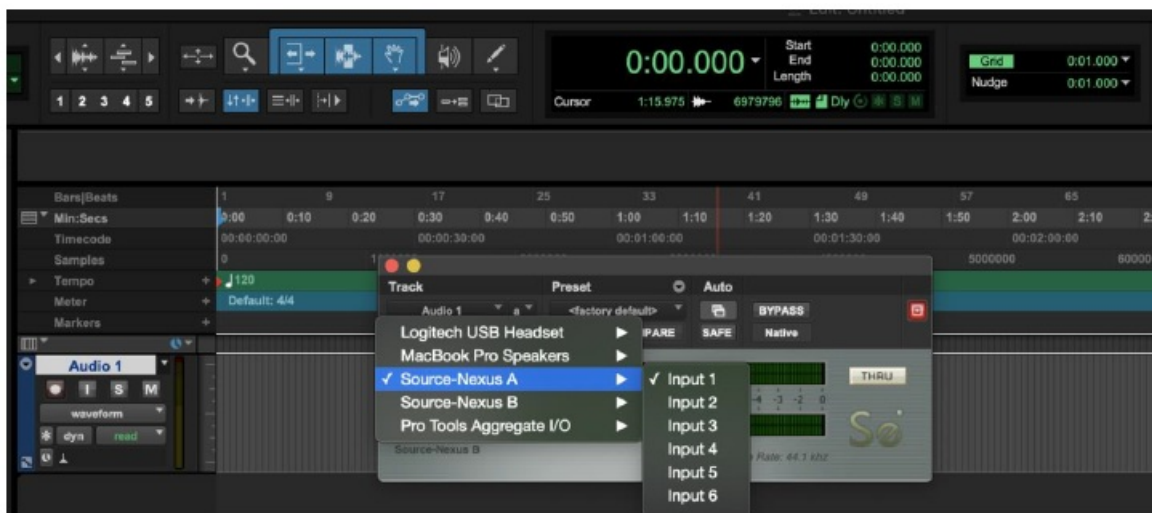 Edit: Untitled
0:00.000
Start 0:00.000
End 0:00.000
Length 0:00.000
Grid 0:01.000
Nudge 0:01.000
1 2 3 4 5
Cursor 1:15.975 6979796 Dly S M
Bars|Beats 1 9 17 25 33 41 49 57 65
Min:Secs 0:00 0:10 0:20 0:30 0:40 0:50 1:00 1:10 1:20 1:30 1:40 1:50 2:00 2:10
Timecode 00:00:00:00 00:00:30:00 00:01:00:00 00:01:30:00 00:02:00:00
Samples 0 5000000
Tempo 120
Meter Default: 4/4
Markers
Track Preset Auto
Audio 1 a <factory default> BYPASS
SAFE Native
Logitech USB Headset
MacBook Pro Speakers
Source-Nexus A
Source-Nexus B
Pro Tools Aggregate I/O
Source-Nexus B
Input 1
Input 2
Input 3
Input 4
Input 5
Input 6
-4 -3 -2 0
THRU
Se
Rate: 44.1 khz
Audio 1
I S M
waveform
dyn read